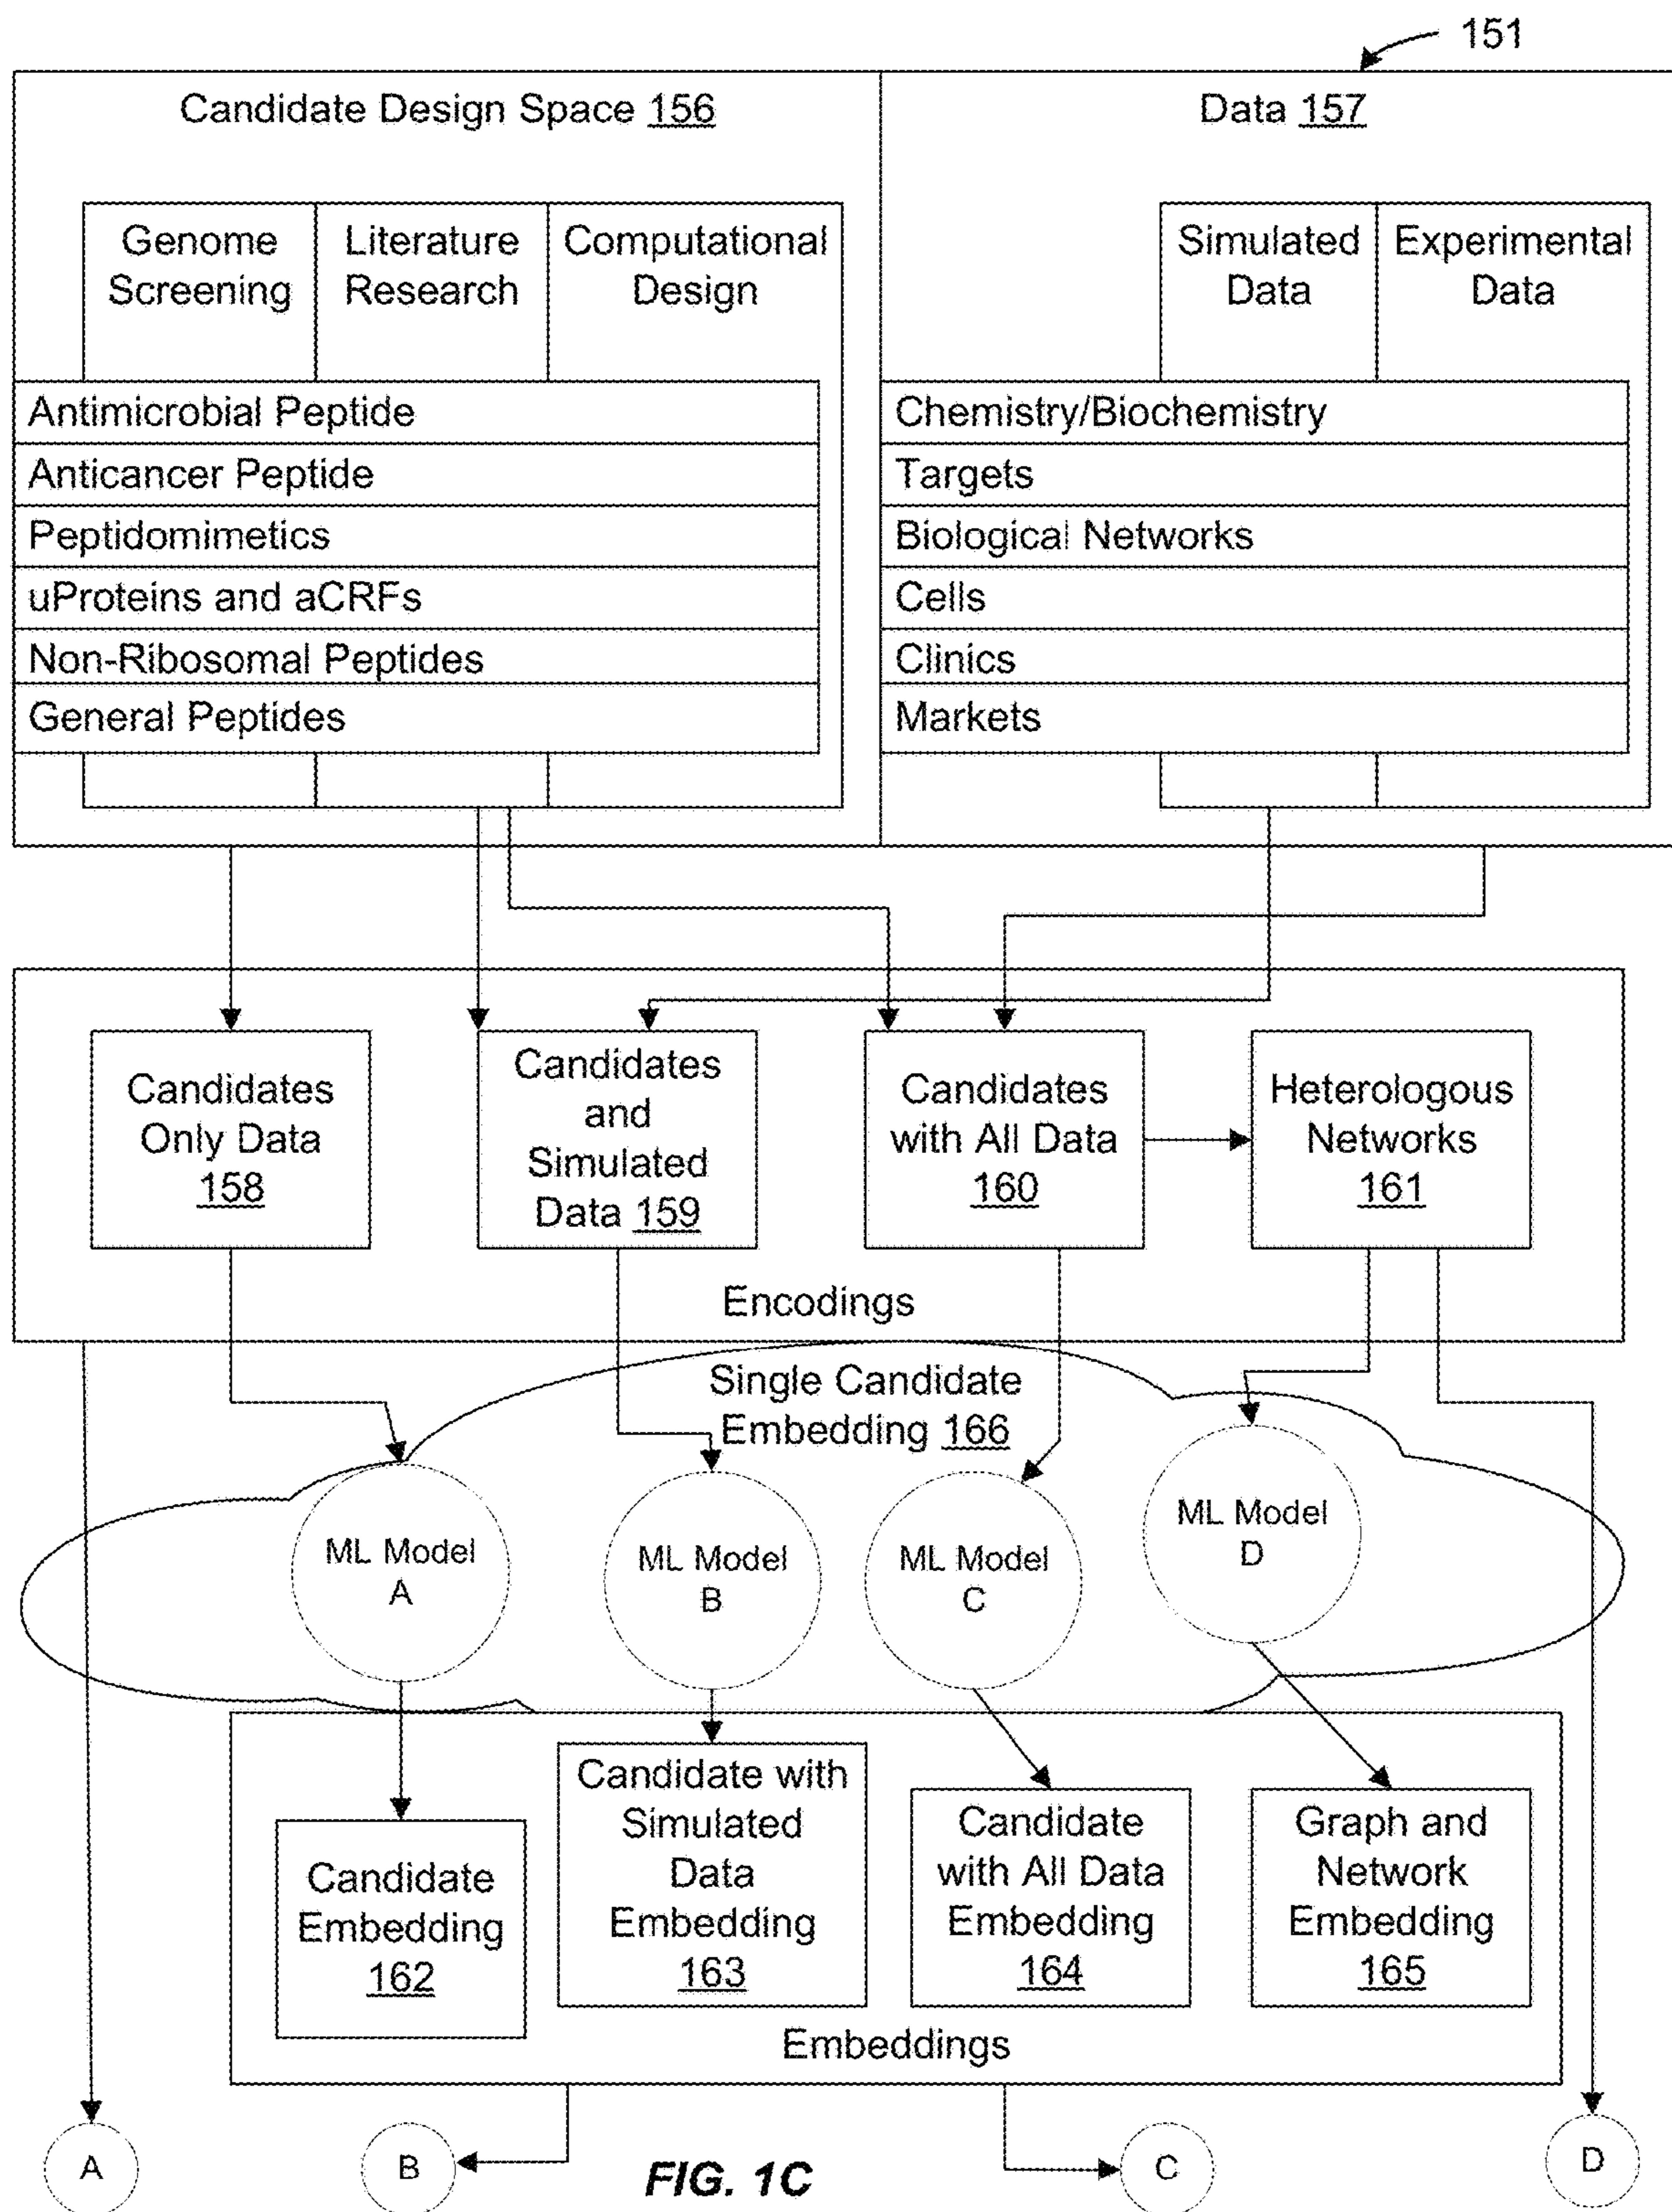 151
Candidate Design Space 156
Data 157
Genome
Screening
Literature
Research
Computational
Design
Simulated
Data
Experimental
Data
Antimicrobial Peptide
Anticancer Peptide
Peptidomimetics
uProteins and aCRFs
Non-Ribosomal Peptides
General Peptides
Chemistry/Biochemistry
Targets
Biological Networks
Cells
Clinics
Markets
Candidates
Only Data
158
Candidates
and
Simulated
Data 159
Candidates
with All Data
160
Heterologous
Networks
161
Encodings
Single Candidate
Embedding 166
ML Model
A
ML Model
B
ML Model
C
ML Model
D
Candidate
Embedding
162
Candidate with
Simulated
Data
Embedding
163
Candidate
with All Data
Embedding
164
Graph and
Network
Embedding
165
Embeddings
A
B
FIG. 1C
C
D